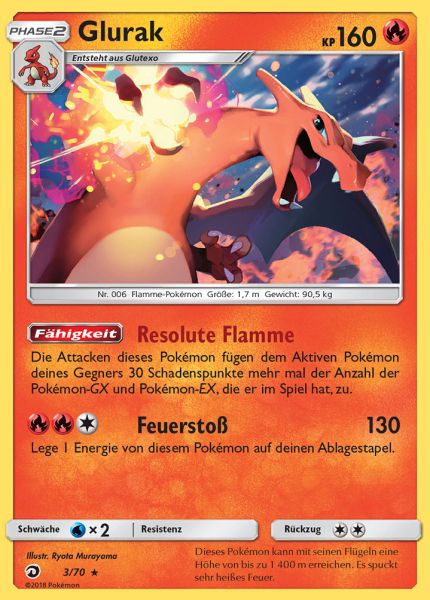 PHASE2 Glurak KP160
Entsteht aus Glutexo
Nr. 006 Flamme-Pokémon Größe: 1,7 m Gewicht: 90,5 kg
Fähigkeit Resolute Flamme
Die Attacken dieses Pokémon fügen dem Aktiven Pokémon
deines Gegners 30 Schadenspunkte mehr mal der Anzahl der
Pokémon-GX und Pokémon-EX, die er im Spiel hat, zu.
Feuerstoß 130
Lege 1 Energie von diesem Pokémon auf deinen Ablagestapel.
Schwäche ×2 Resistenz Rückzug
Illustr. Ryota Murayama
3/70
©2018 Pokémon
Dieses Pokémon kann mit seinen Flügeln eine
Höhe von bis zu 1 400 m erreichen. Es spuckt
sehr heißes Feuer.